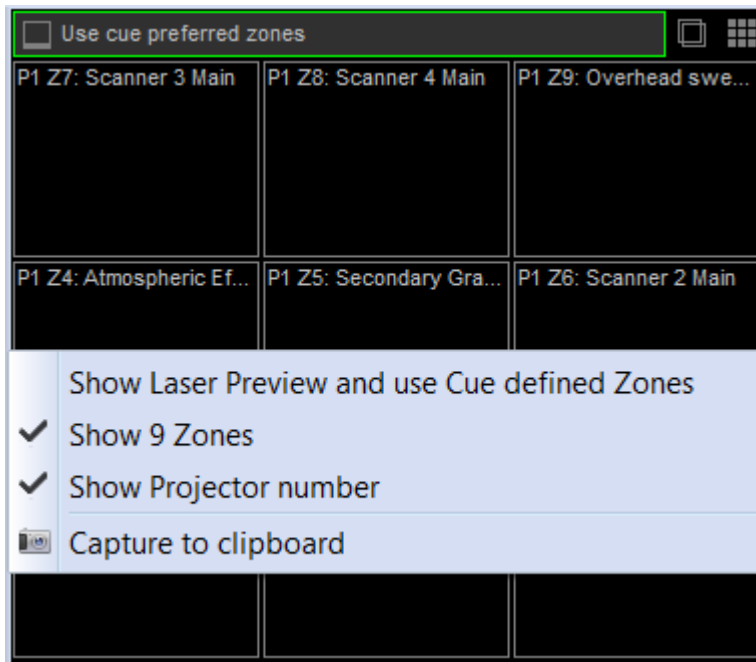 Use cue preferred zones
P1 Z7: Scanner 3 Main
P1 Z8: Scanner 4 Main
P1 Z9: Overhead swe...
P1 Z4: Atmospheric Ef...
P1 Z5: Secondary Gra...
P1 Z6: Scanner 2 Main
Show Laser Preview and use Cue defined Zones
Show 9 Zones
Show Projector number
Capture to clipboard